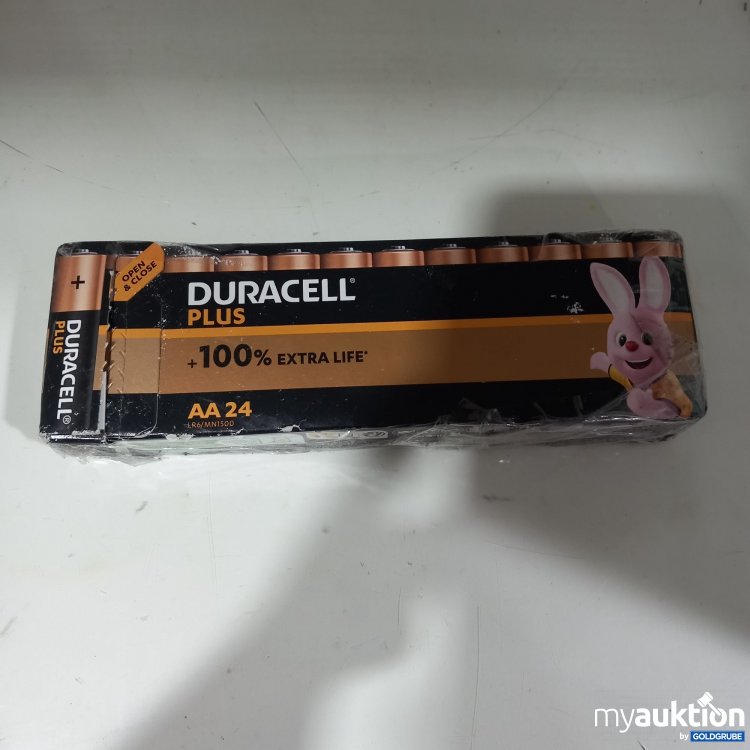 OPEN
& CLOSE
+
DURACELL®
PLUS
DURACELL®
PLUS
+100% EXTRA LIFE*
AA 24
LR6/MN1500
myauktion
by GOLDGRUBE